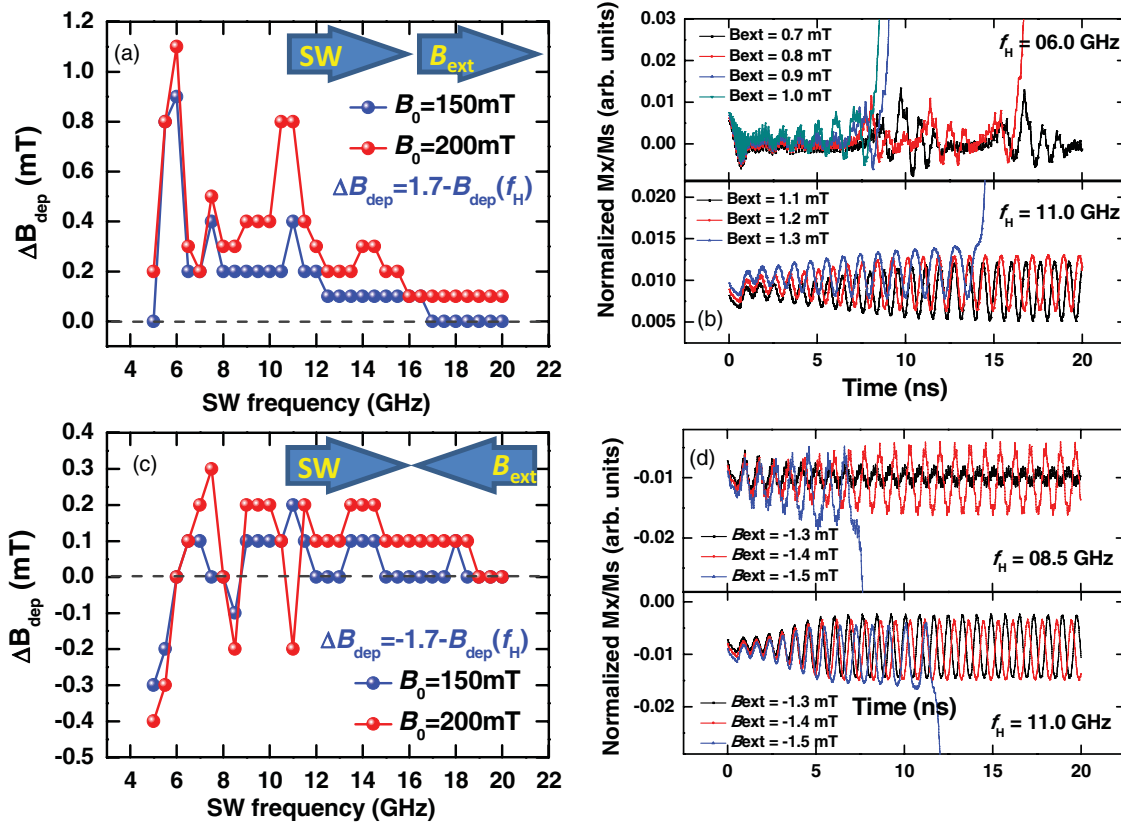 (a)
SW
B_ext
B₀=150mT
B₀=200mT
ΔB_dep=1.7-B_dep(f_H)
ΔB_dep (mT)
1.2
1.0
0.8
0.6
0.4
0.2
0.0
4 6 8 10 12 14 16 18 20 22
SW frequency (GHz)
Normalized Mx/Ms (arb. units)
0.03
0.02
0.01
0.00
Bext = 0.7 mT
Bext = 0.8 mT
Bext = 0.9 mT
Bext = 1.0 mT
f_H = 06.0 GHz
0.020
0.015
0.010
0.005
Bext = 1.1 mT
Bext = 1.2 mT
Bext = 1.3 mT
f_H = 11.0 GHz
(b)
0 5 10 15 20
Time (ns)
(c)
SW
B_ext
ΔB_dep=-1.7-B_dep(f_H)
B₀=150mT
B₀=200mT
ΔB_dep (mT)
0.4
0.3
0.2
0.1
0.0
-0.1
-0.2
-0.3
-0.4
-0.5
4 6 8 10 12 14 16 18 20 22
SW frequency (GHz)
Normalized Mx/Ms (arb. units)
(d)
-0.01
-0.02
Bext = -1.3 mT
Bext = -1.4 mT
Bext = -1.5 mT
f_H = 08.5 GHz
0.00
-0.01
-0.02
Bext = -1.3 mT
Bext = -1.4 mT
Bext = -1.5 mT
Time (ns)
f_H = 11.0 GHz
0 5 10 15 20